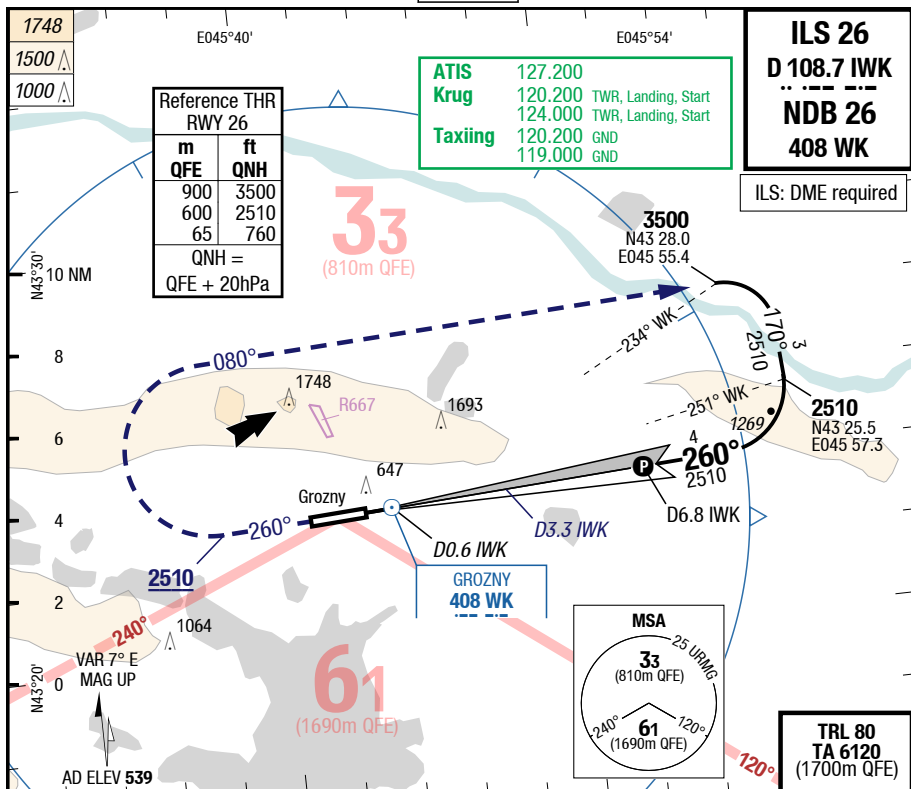 1748
1500
1000
E045°40'
E045°54'
ILS 26
D 108.7 IWK
NDB 26
408 WK
ILS: DME required
ATIS 127.200
Krug 120.200 TWR, Landing, Start
124.000 TWR, Landing, Start
Taxiing 120.200 GND
119.000 GND
Reference THR
RWY 26
m ft
QFE QNH
900 3500
600 2510
65 760
QNH =
QFE + 20hPa
33
(810m QFE)
3500
N43 28.0
E045 55.4
N43°30'
10 NM
8
6
4
2
0
N43°20'
234° WK
170°
2510
3
080°
251° WK
2510
N43 25.5
E045 57.3
1269
1748
R667
1693
4
260°
2510
P
647
Grozny
260°
D6.8 IWK
D3.3 IWK
D0.6 IWK
2510
GROZNY
408 WK
240°
1064
61
(1690m QFE)
VAR 7° E
MAG UP
AD ELEV 539
MSA
25 URMG
33
(810m QFE)
240°
120°
61
(1690m QFE)
120°
TRL 80
TA 6120
(1700m QFE)